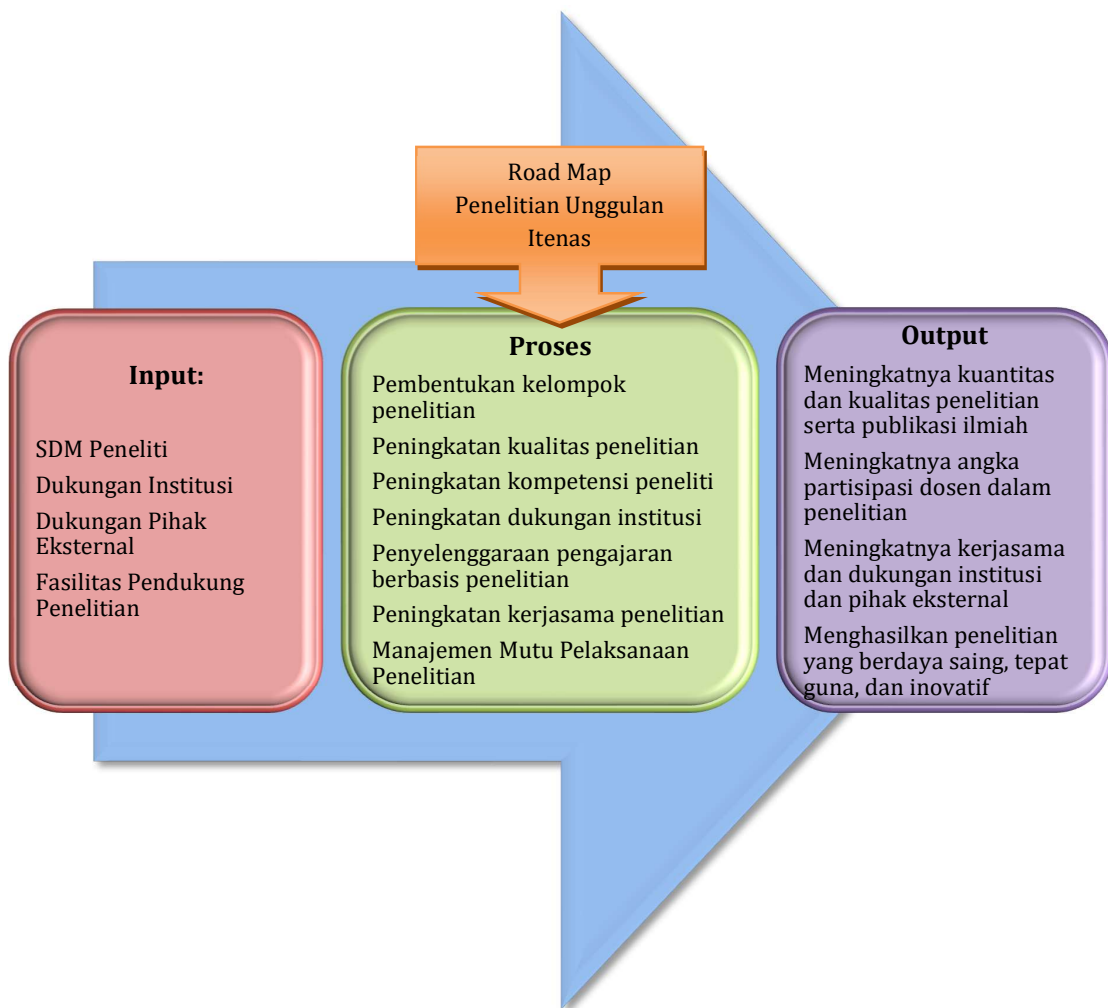 Road Map
Penelitian Unggulan
Itenas
Input:
SDM Peneliti
Dukungan Institusi
Dukungan Pihak
Eksternal
Fasilitas Pendukung
Penelitian
Proses
Pembentukan kelompok
penelitian
Peningkatan kualitas penelitian
Peningkatan kompetensi peneliti
Peningkatan dukungan institusi
Penyelenggaraan pengajaran
berbasis penelitian
Peningkatan kerjasama penelitian
Manajemen Mutu Pelaksanaan
Penelitian
Output
Meningkatnya kuantitas
dan kualitas penelitian
serta publikasi ilmiah
Meningkatnya angka
partisipasi dosen dalam
penelitian
Meningkatnya kerjasama
dan dukungan institusi
dan pihak eksternal
Menghasilkan penelitian
yang berdaya saing, tepat
guna, dan inovatif